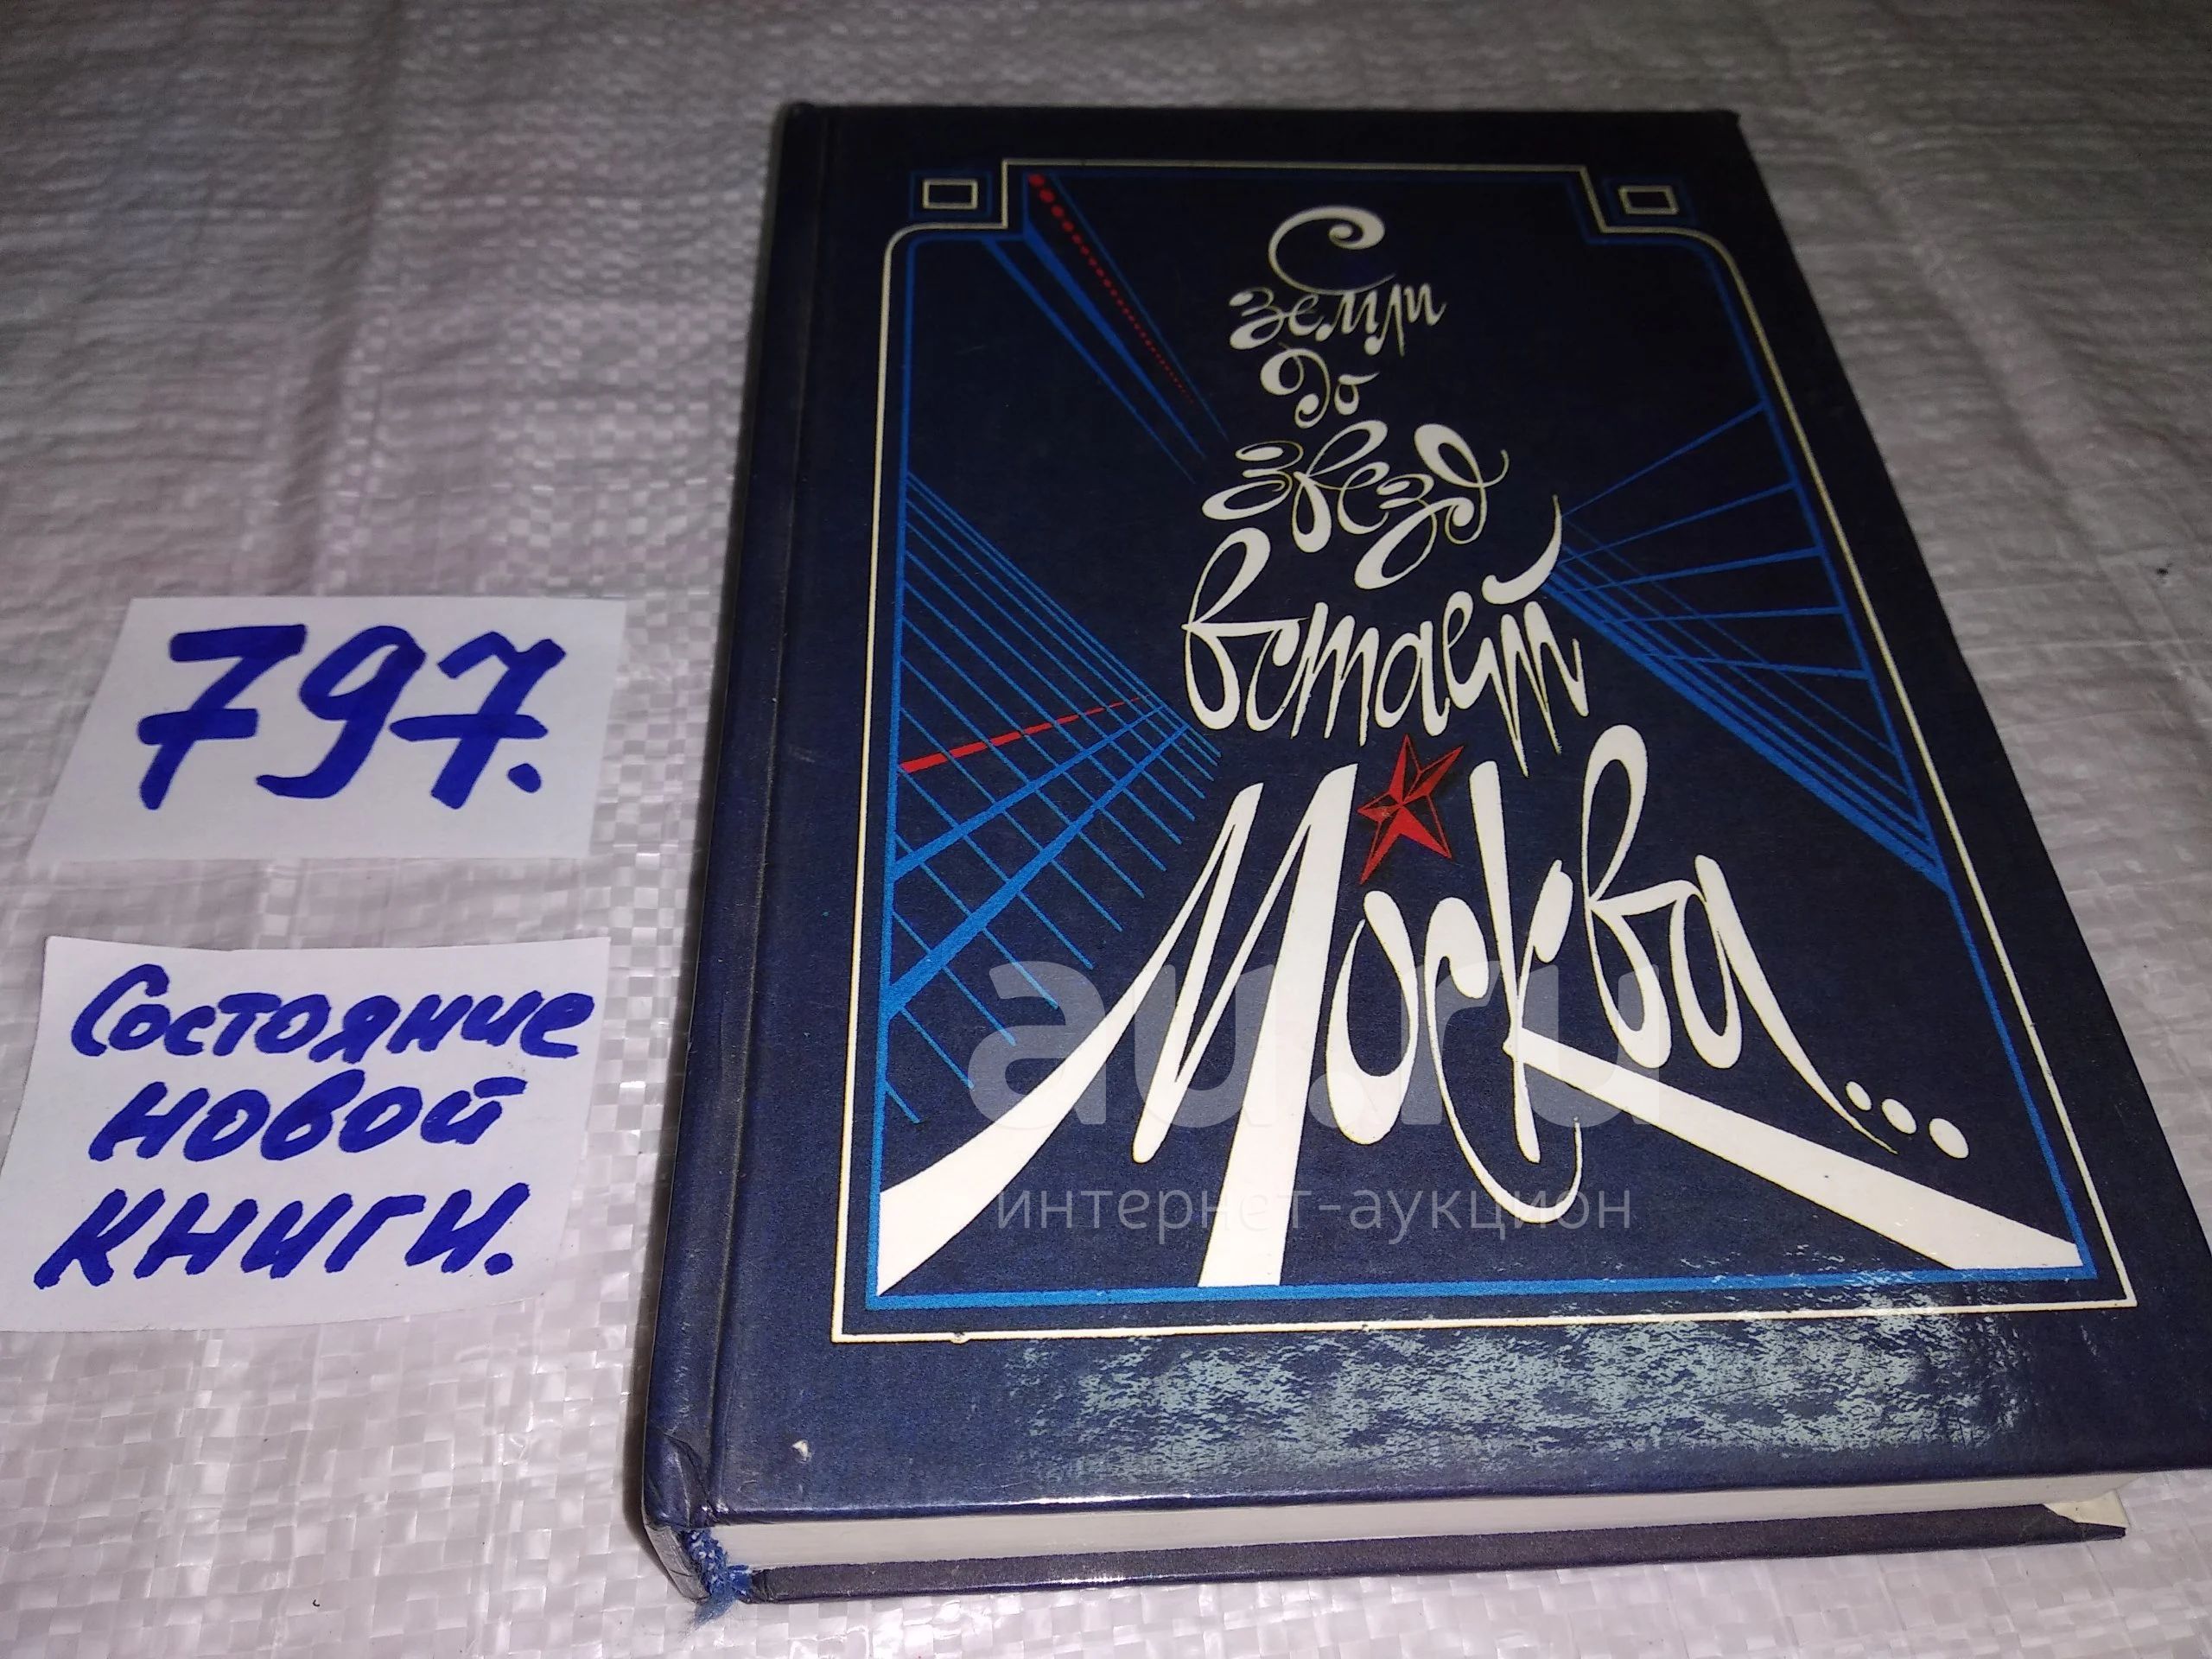 797.
Состояние
новой
книги.
С
земли
до
звезд
встает
Москва...
au.ru
интернет-аукцион